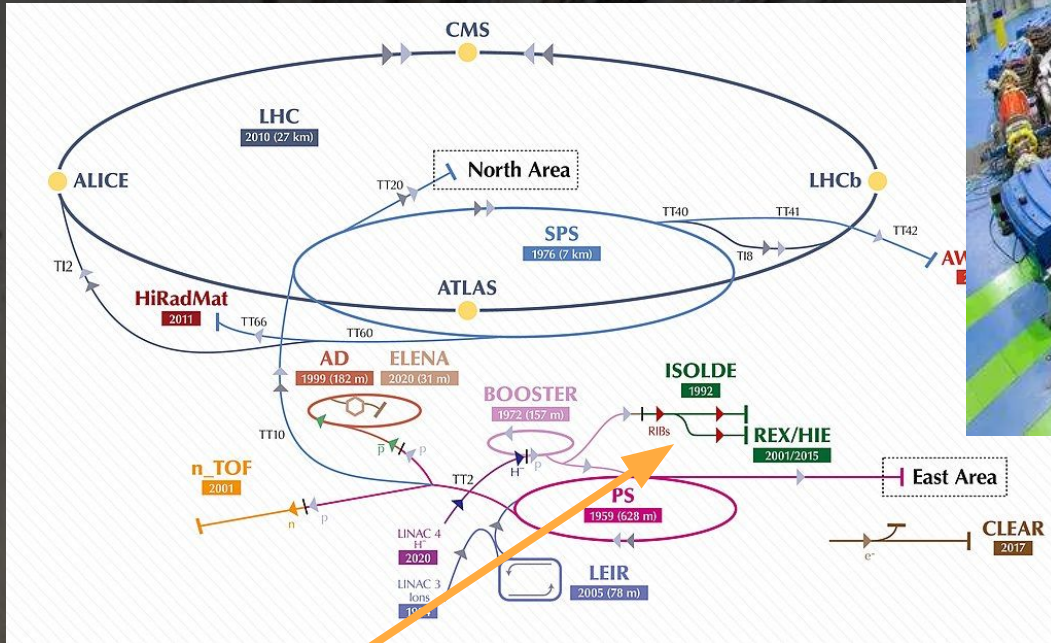 CMS
LHC
2010 (27 km)
ALICE
LHCb
TT20
North Area
TT40
TT41
TT42
SPS
1976 (7 km)
TI8
TI2
ATLAS
HiRadMat
2011
TT66
TT60
AD
1999 (182 m)
ELENA
2020 (31 m)
BOOSTER
1972 (157 m)
ISOLDE
1992
RIBs
REX/HIE
2001/2015
TT10
p̅
p
TT2
H⁻
p
n_TOF
2001
n
p
East Area
PS
1959 (628 m)
LINAC 4
H⁻
2020
CLEAR
2017
e⁻
LEIR
2005 (78 m)
LINAC 3
Ions